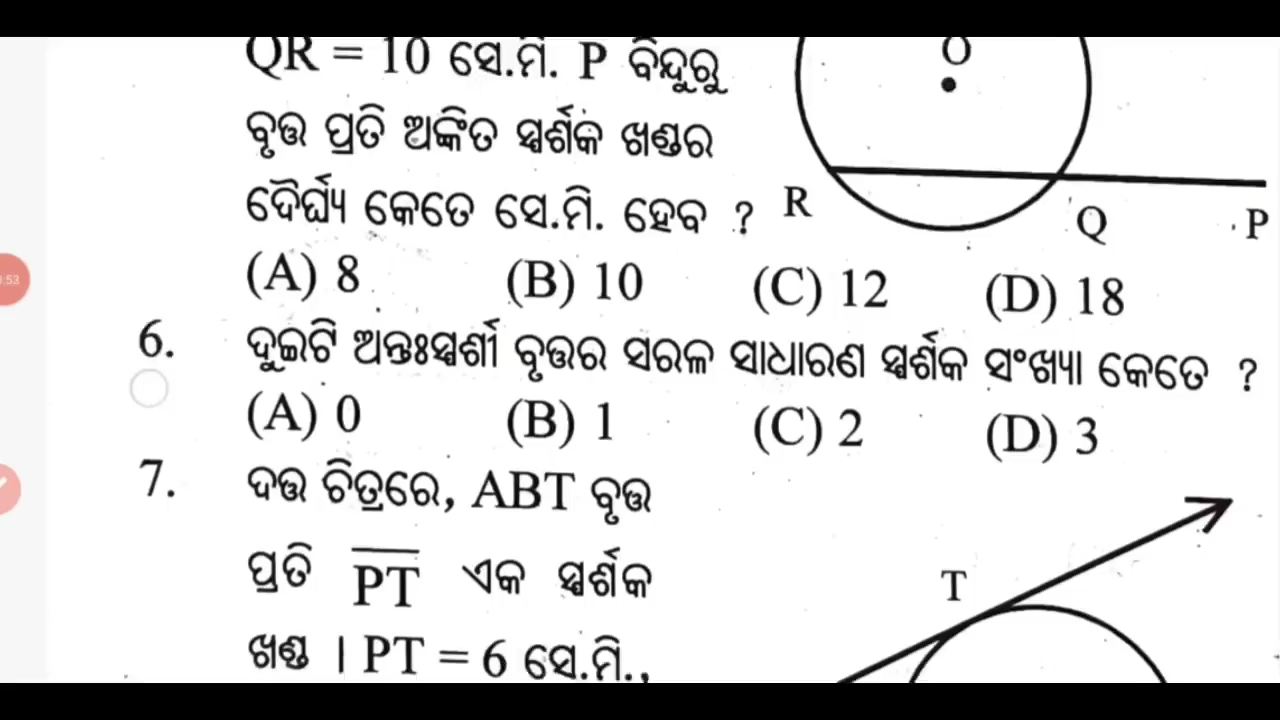 QR = 10 ସେ.ମି. P ବିନ୍ଦୁରୁ
O
ବୃତ୍ତ ପ୍ରତି ଅଙ୍କିତ ସ୍ପର୍ଶକ ଖଣ୍ଡର
ଦୈର୍ଘ୍ୟ କେତେ ସେ.ମି. ହେବ ?
R Q P
(A) 8 (B) 10 (C) 12 (D) 18
6. ଦୁଇଟି ଅନ୍ତଃସ୍ପର୍ଶୀ ବୃତ୍ତର ସରଳ ସାଧାରଣ ସ୍ପର୍ଶକ ସଂଖ୍ୟା କେତେ ?
(A) 0 (B) 1 (C) 2 (D) 3
7. ଦତ୍ତ ଚିତ୍ରରେ, ABT ବୃତ୍ତ
ପ୍ରତି PT ଏକ ସ୍ପର୍ଶକ
T
ଖଣ୍ଡ । PT = 6 ସେ.ମି.,
:53